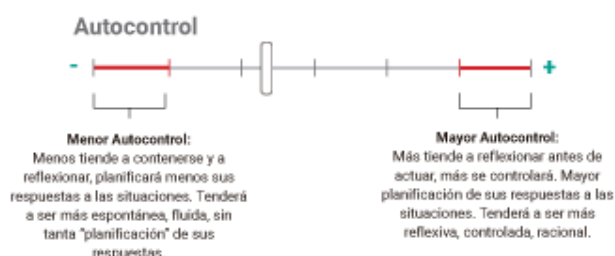 Autocontrol
- +
Menor Autocontrol:
Menos tiende a contenerse y a
reflexionar, planificará menos sus
respuestas a las situaciones. Tenderá
a ser más espontánea, fluida, sin
tanta "planificación" de sus
respuestas
Mayor Autocontrol:
Más tiende a reflexionar antes de
actuar, más se controlará. Mayor
planificación de sus respuestas a las
situaciones. Tenderá a ser más
reflexiva, controlada, racional.